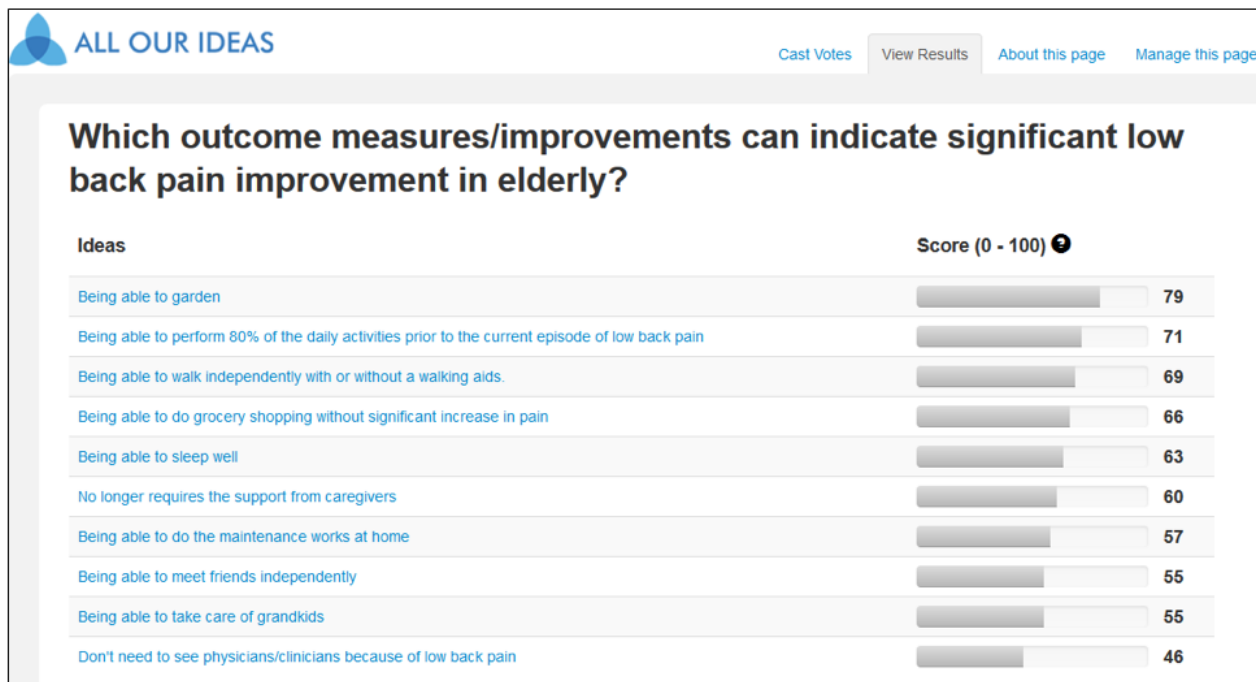 ALL OUR IDEAS
Cast Votes View Results About this page Manage this page
Which outcome measures/improvements can indicate significant low
back pain improvement in elderly?
Ideas Score (0 - 100) ?
Being able to garden 79
Being able to perform 80% of the daily activities prior to the current episode of low back pain 71
Being able to walk independently with or without a walking aids. 69
Being able to do grocery shopping without significant increase in pain 66
Being able to sleep well 63
No longer requires the support from caregivers 60
Being able to do the maintenance works at home 57
Being able to meet friends independently 55
Being able to take care of grandkids 55
Don't need to see physicians/clinicians because of low back pain 46